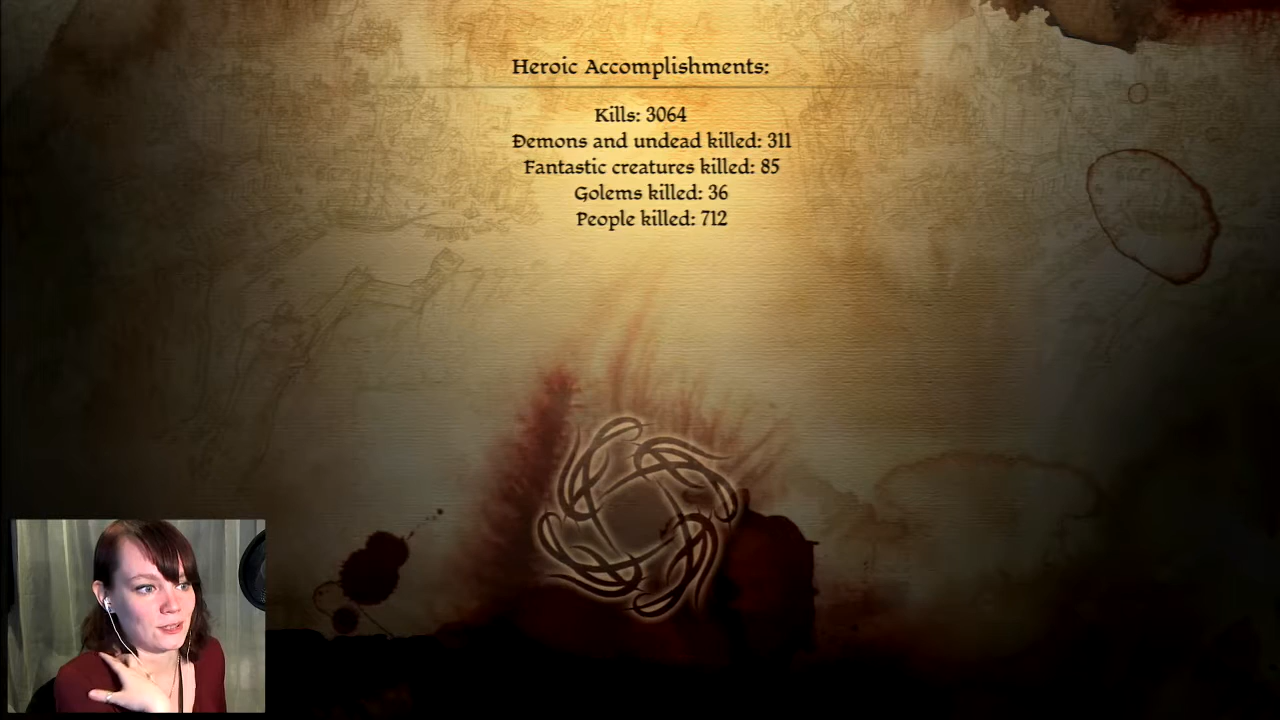 Heroic Accomplishments:
Kills: 3064
Demons and undead killed: 311
Fantastic creatures killed: 85
Golems killed: 36
People killed: 712